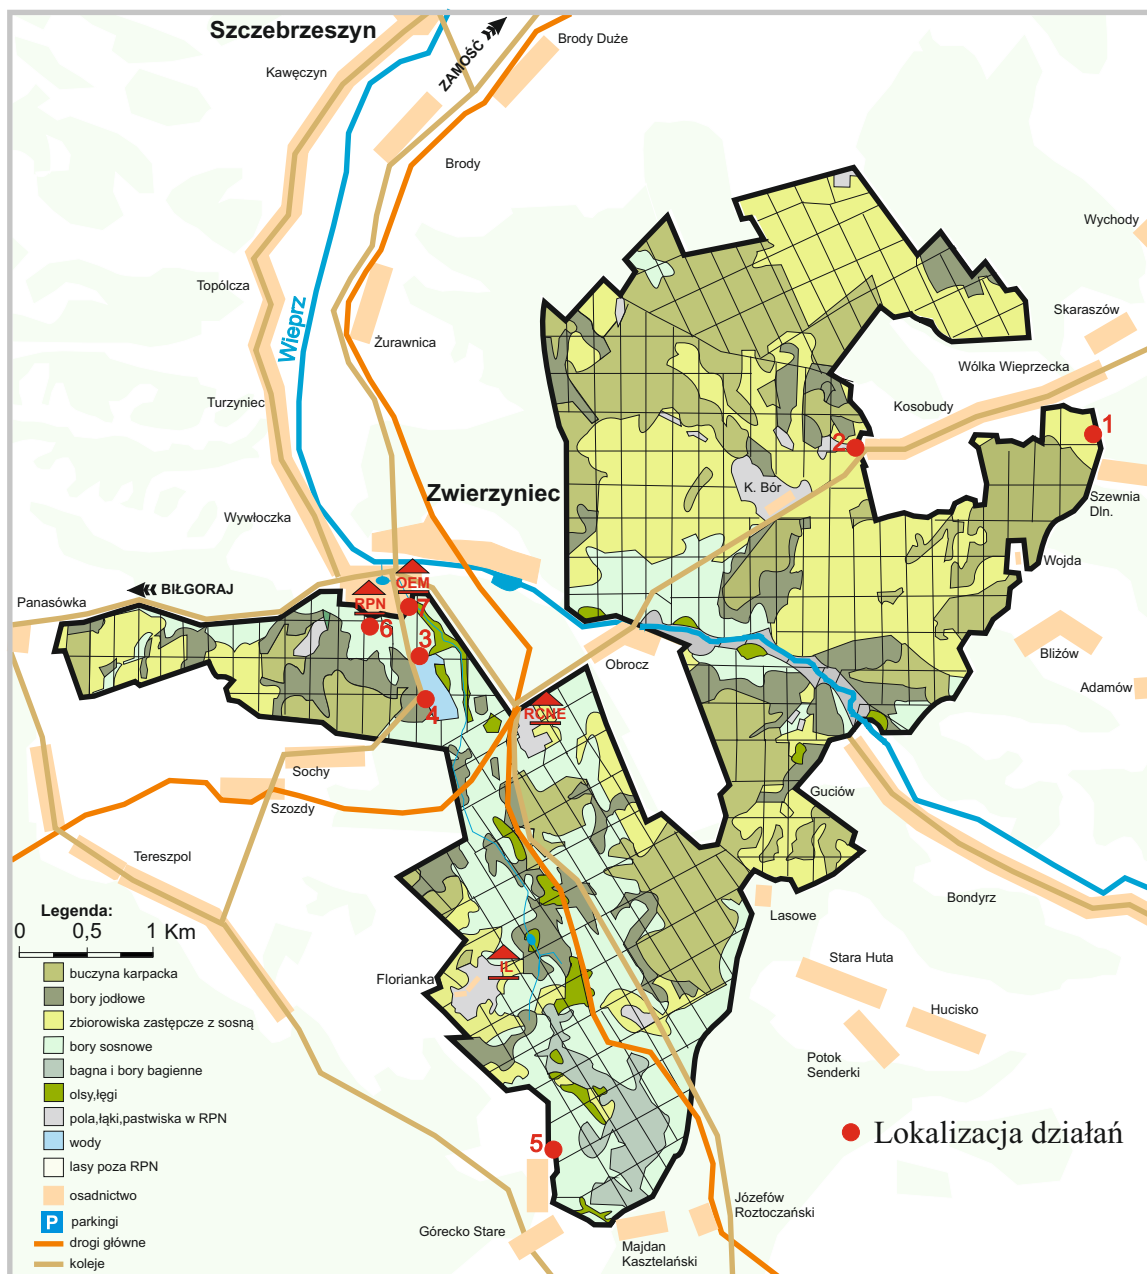 Szczebrzeszyn
Brody Duże
ZAMOŚĆ
Kawęczyn
Brody
Wychody
Topólcza
Wieprz
Skaraszów
Żurawnica
Wólka Wieprzecka
Turzyniec
Kosobudy
1
2
Zwierzyniec
K. Bór
Szewnia
Dln.
Wywłoczka
Wojda
OEM
BIŁGORAJ
RPN
7
Panasówka
6
3
Obrocz
Bliżów
Adamów
4
RCNE
Sochy
Szozdy
Guciów
Tereszpol
Bondyrz
Lasowe
Legenda:
0 0,5 1 Km
Stara Huta
buczyna karpacka
Florianka
IŁ
bory jodłowe
Hucisko
zbiorowiska zastępcze z sosną
bory sosnowe
Potok
Senderki
bagna i bory bagienne
olsy,łęgi
pola,łąki,pastwiska w RPN
Lokalizacja działań
wody
5
lasy poza RPN
osadnictwo
Józefów
Roztoczański
P parkingi
Górecko Stare
drogi główne
Majdan
Kasztelański
koleje